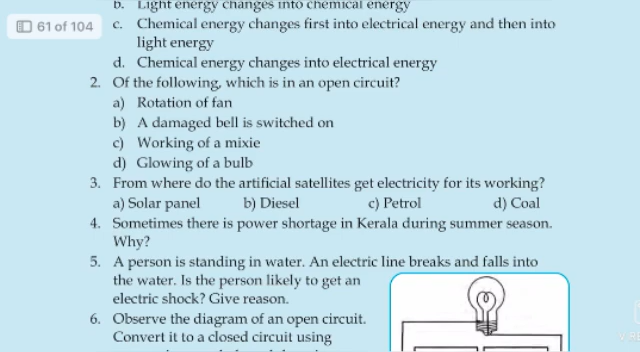 b. Light energy changes into chemical energy
61 of 104
c. Chemical energy changes first into electrical energy and then into
light energy
d. Chemical energy changes into electrical energy
2. Of the following, which is in an open circuit?
a) Rotation of fan
b) A damaged bell is switched on
c) Working of a mixie
d) Glowing of a bulb
3. From where do the artificial satellites get electricity for its working?
a) Solar panel b) Diesel c) Petrol d) Coal
4. Sometimes there is power shortage in Kerala during summer season.
Why?
5. A person is standing in water. An electric line breaks and falls into
the water. Is the person likely to get an
electric shock? Give reason.
6. Observe the diagram of an open circuit.
Convert it to a closed circuit using